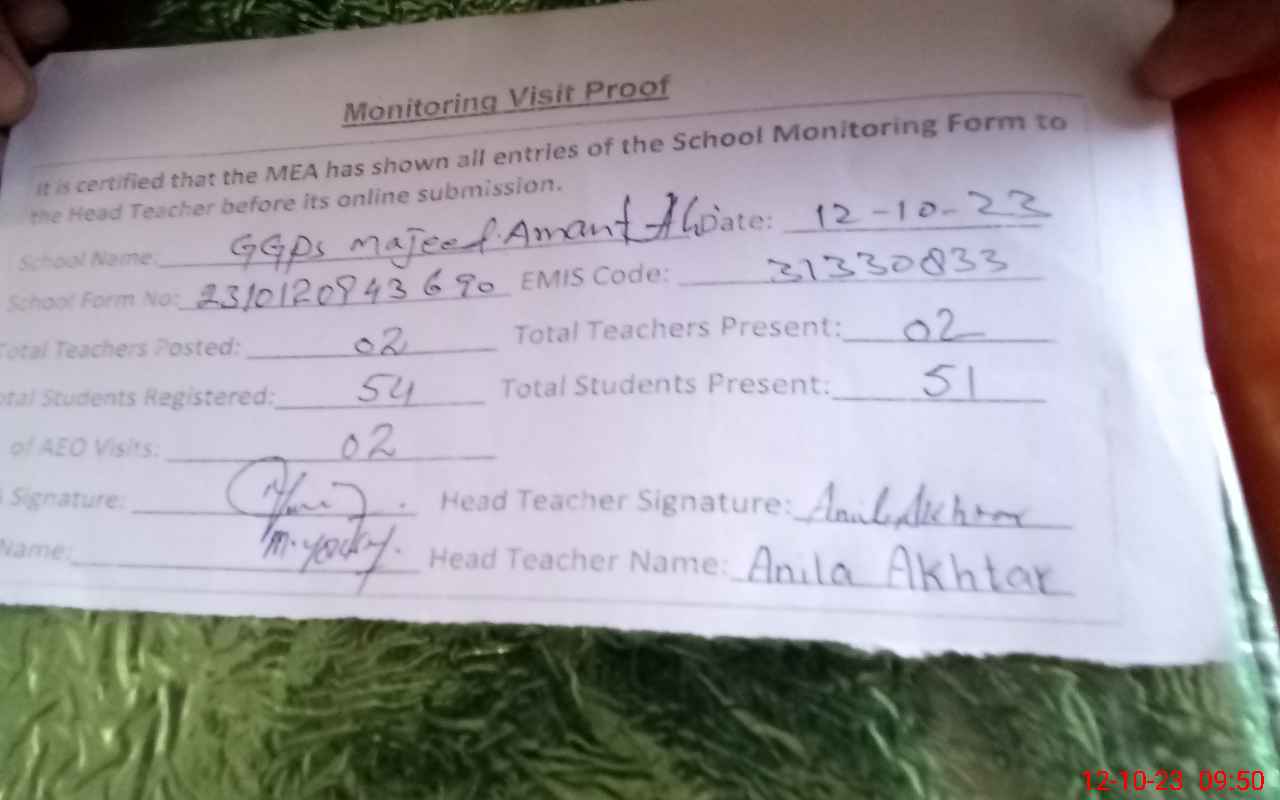 Monitoring Visit Proof
It is certified that the MEA has shown all entries of the School Monitoring Form to
the Head Teacher before its online submission.
School Name: GGPS majeed Amant Ali Date: 12-10-23
School Form No: 2310120943690 EMIS Code: 31330833
Total Teachers Posted: 02 Total Teachers Present: 02
otal Students Registered: 54 Total Students Present: 51
of AEO Visits: 02
Signature: Head Teacher Signature: Anila Akhtar
Name: Head Teacher Name: Anila Akhtar
12-10-23 09:50